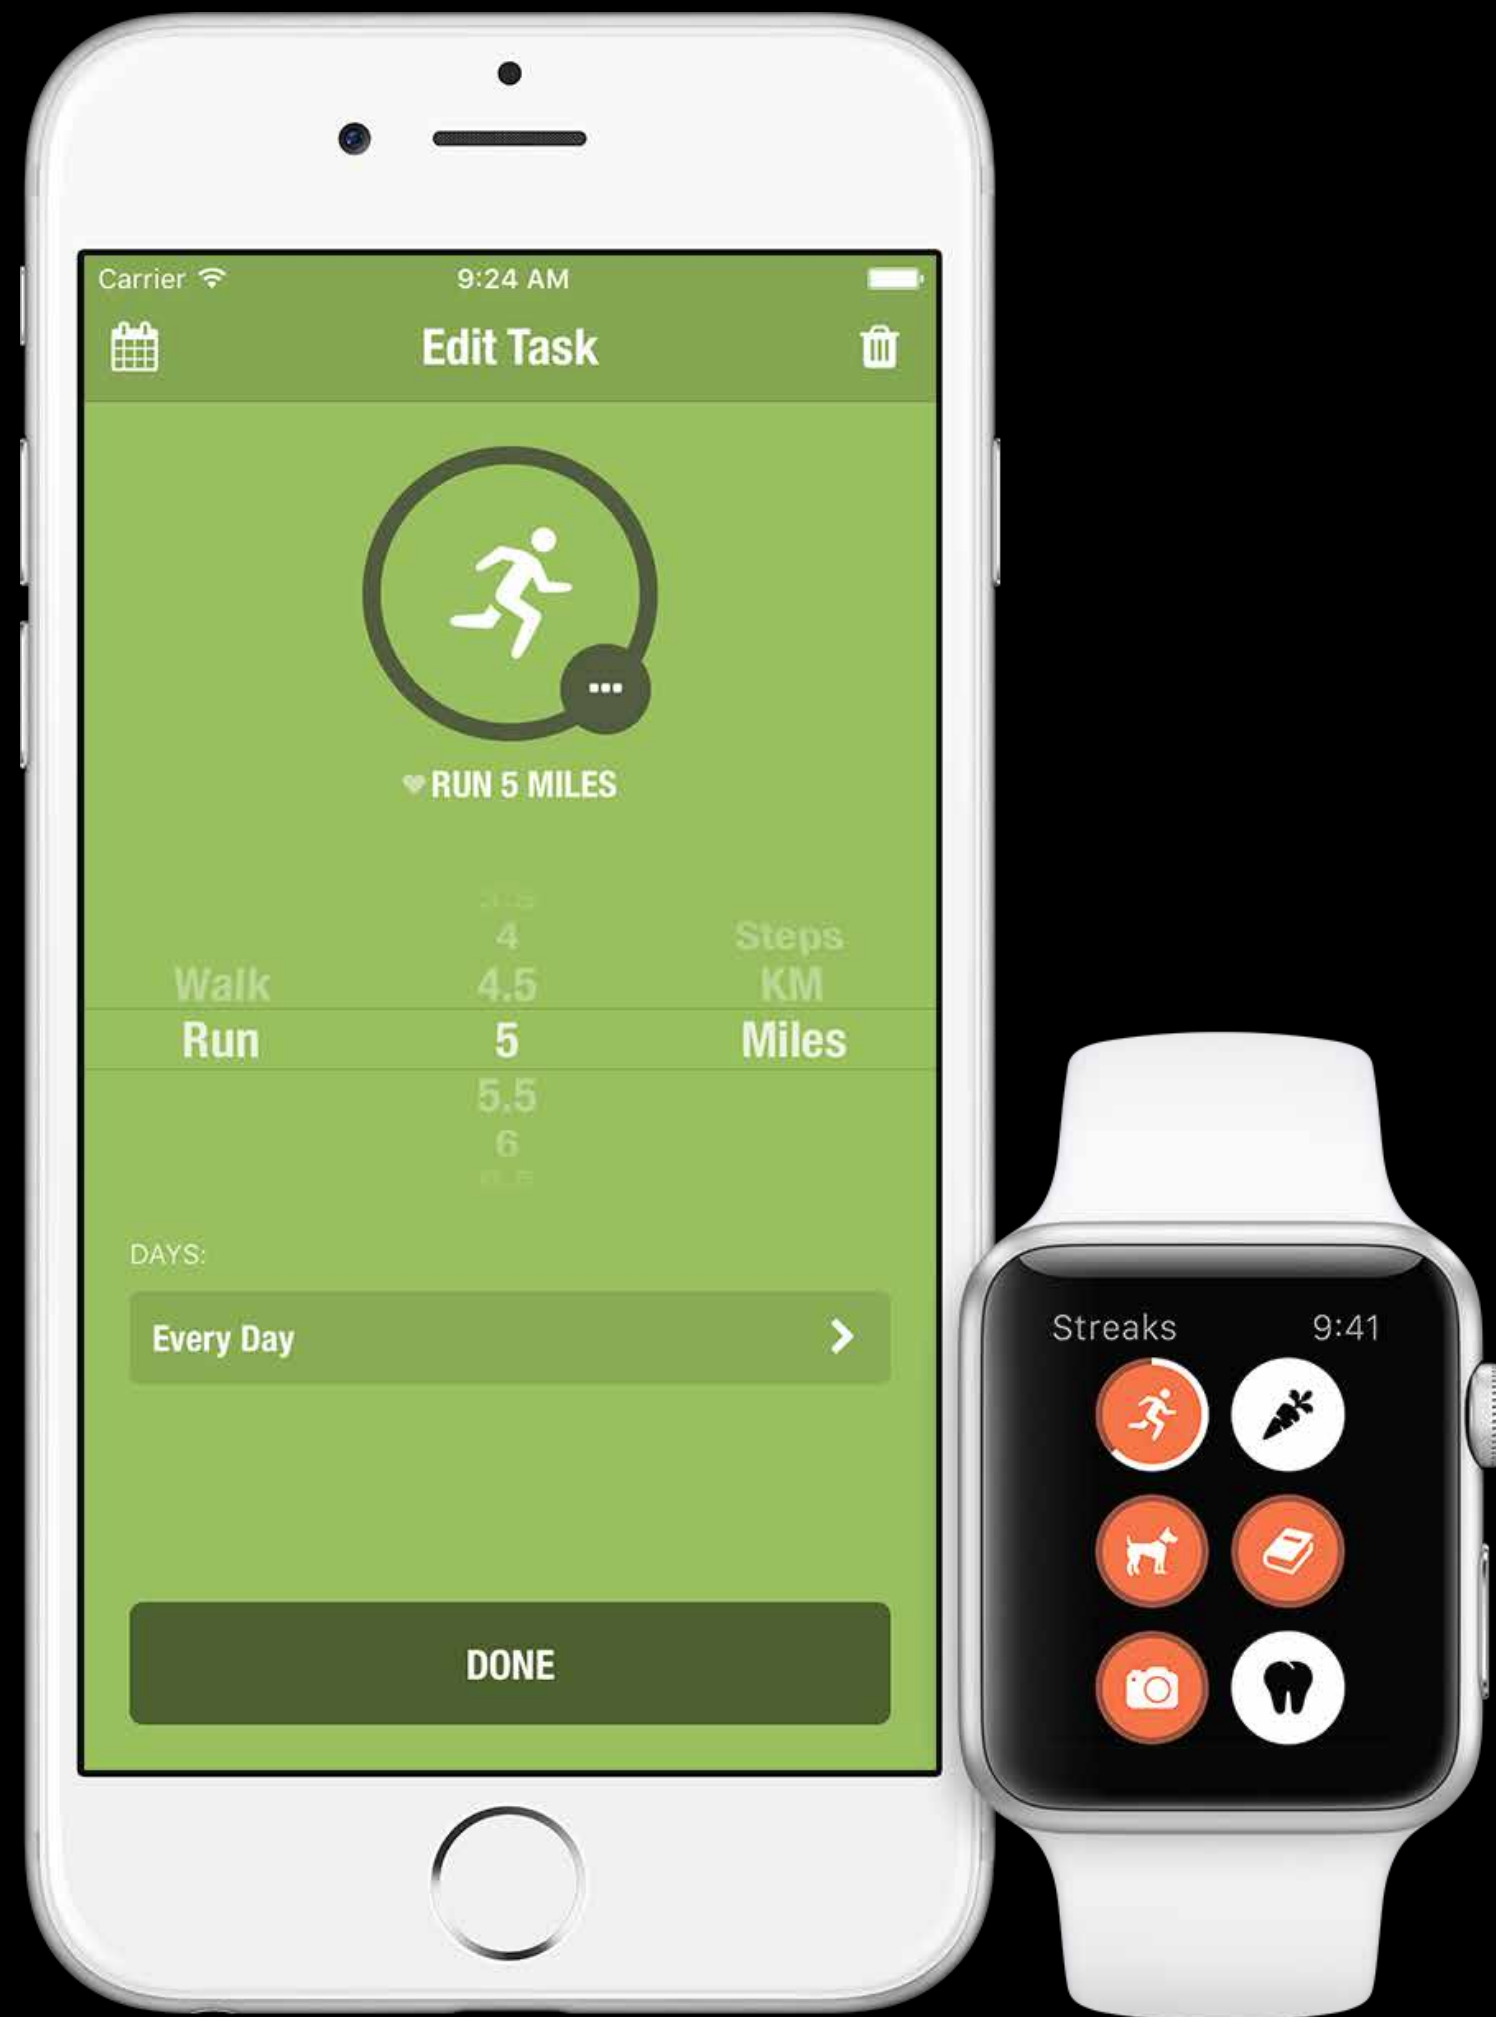 Carrier 9:24 AM
Edit Task
RUN 5 MILES
4 Steps
Walk 4.5 KM
Run 5 Miles
5.5
6
DAYS:
Every Day
DONE
Streaks 9:41